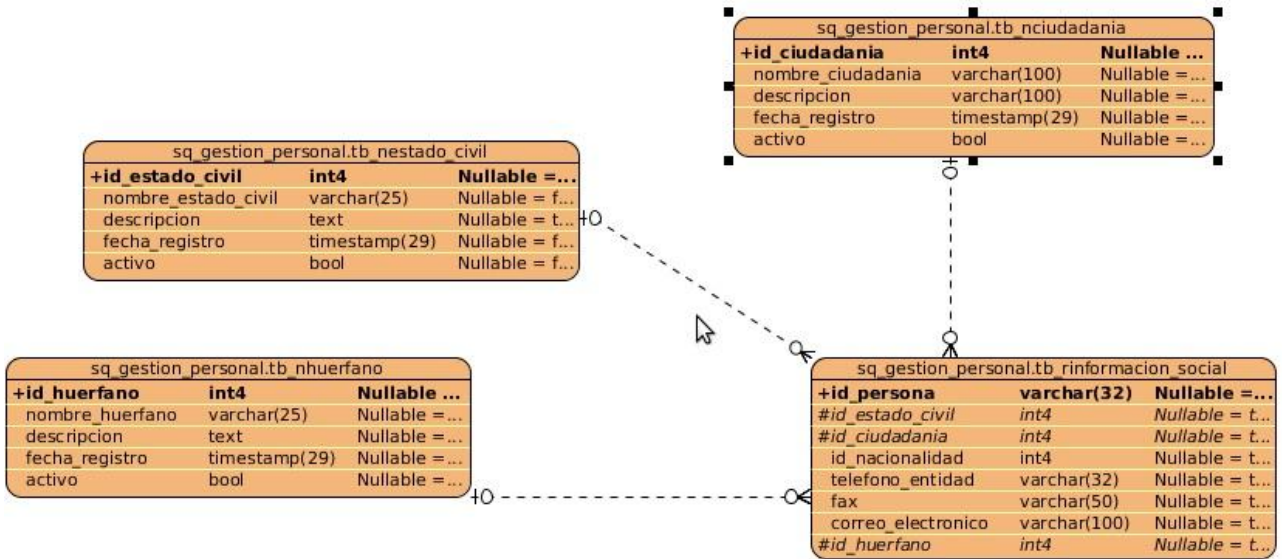 sq_gestion_personal.tb_nciudadania
+id_ciudadania int4 Nullable ...
nombre_ciudadania varchar(100) Nullable =...
descripcion varchar(100) Nullable =...
fecha_registro timestamp(29) Nullable =...
activo bool Nullable =...
sq_gestion_personal.tb_nestado_civil
+id_estado_civil int4 Nullable =...
nombre_estado_civil varchar(25) Nullable = f...
descripcion text Nullable = t...
fecha_registro timestamp(29) Nullable = f...
activo bool Nullable = f...
sq_gestion_personal.tb_nhuerfano
+id_huerfano int4 Nullable ...
nombre_huerfano varchar(25) Nullable =...
descripcion text Nullable =...
fecha_registro timestamp(29) Nullable =...
activo bool Nullable =...
sq_gestion_personal.tb_rinformacion_social
+id_persona varchar(32) Nullable =...
#id_estado_civil int4 Nullable = t...
#id_ciudadania int4 Nullable = t...
id_nacionalidad int4 Nullable = t...
telefono_entidad varchar(32) Nullable = t...
fax varchar(50) Nullable = t...
correo_electronico varchar(100) Nullable = t...
#id_huerfano int4 Nullable = t...